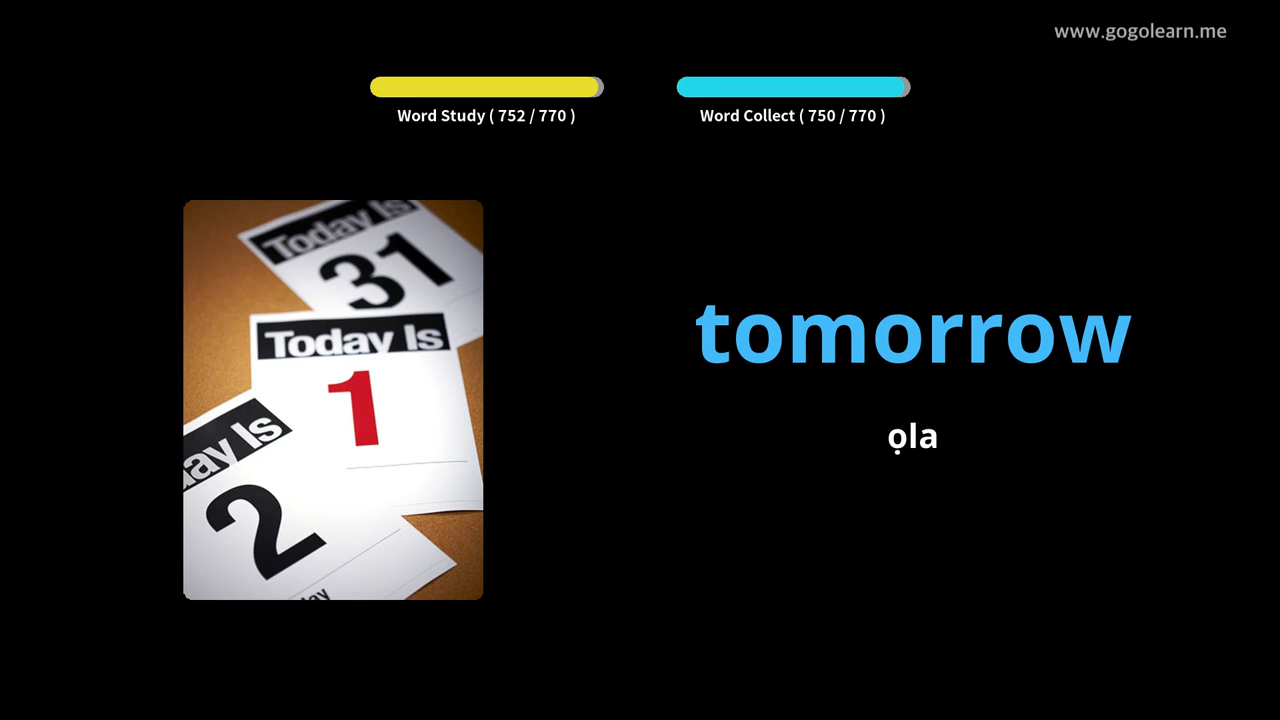 www.gogolearn.me
Word Study ( 752 / 770 )
Word Collect ( 750 / 770 )
Today Is
31
Today Is
1
ay Is
2
tomorrow
ọla